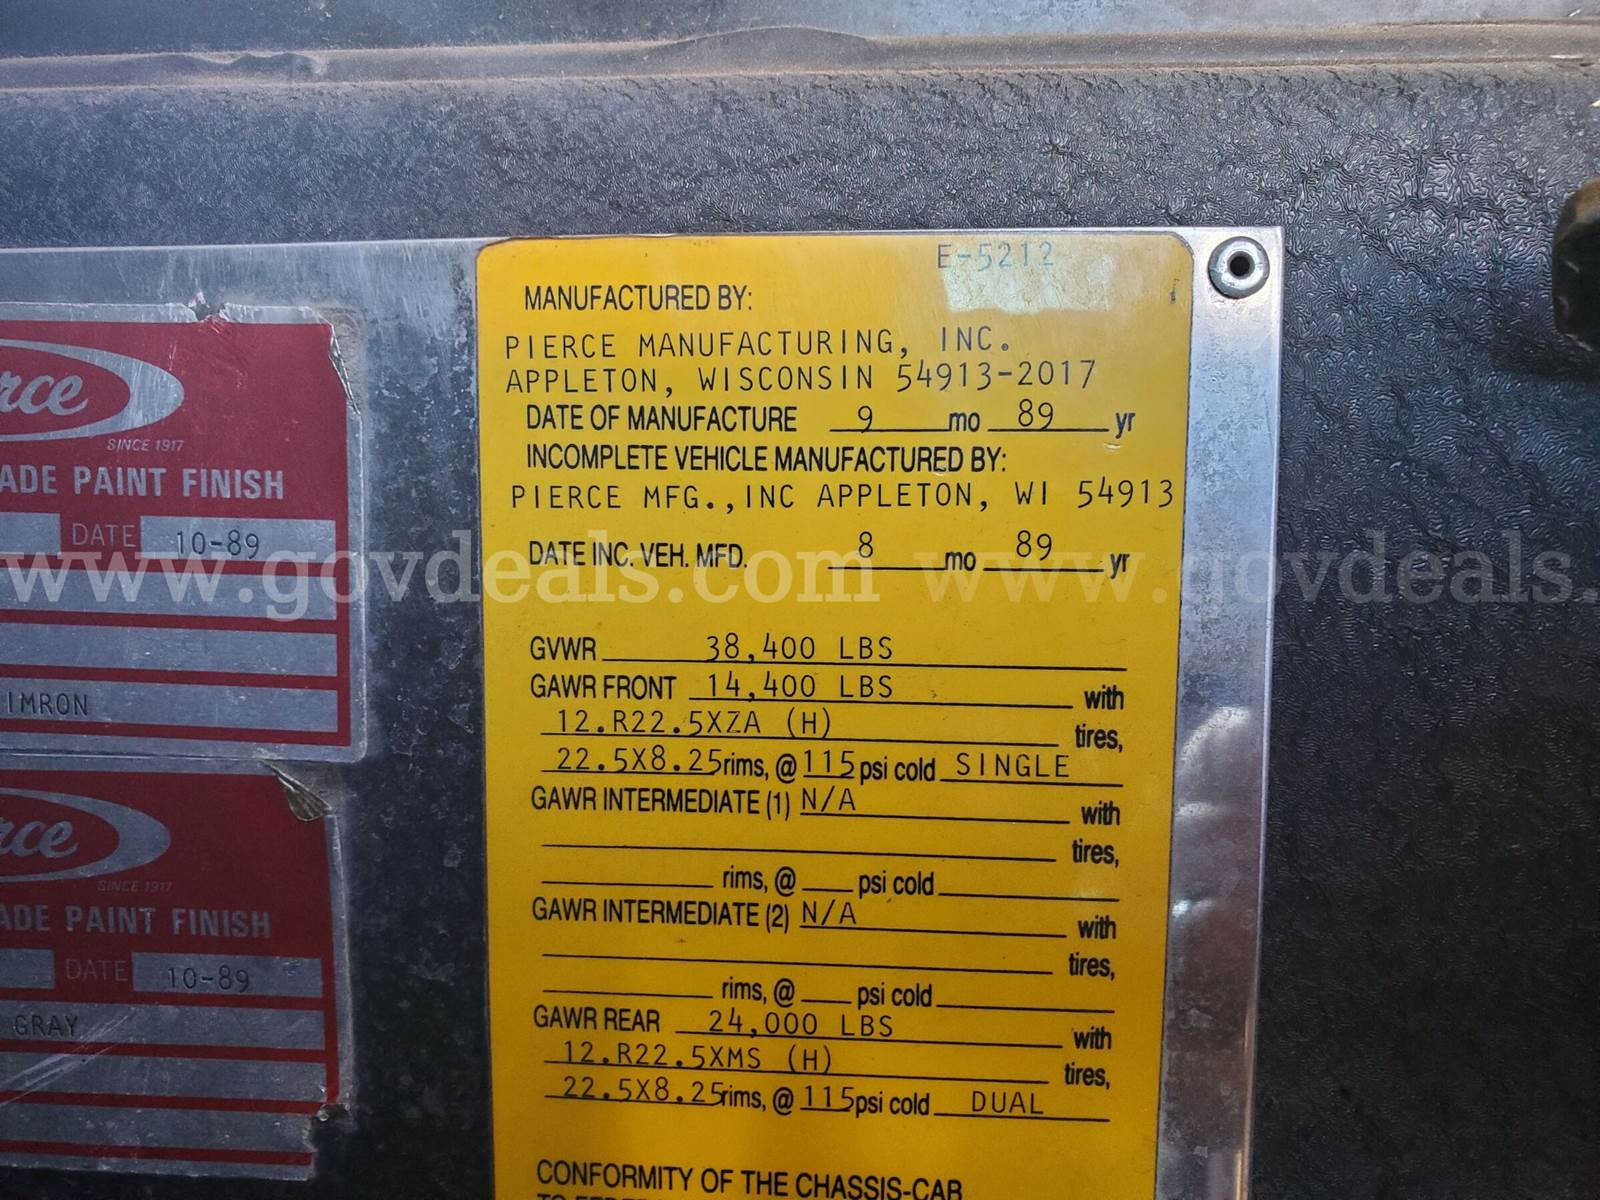 E-5212
MANUFACTURED BY:
PIERCE MANUFACTURING, INC.
APPLETON, WISCONSIN 54913-2017
DATE OF MANUFACTURE 9 mo 89 yr
INCOMPLETE VEHICLE MANUFACTURED BY:
PIERCE MFG.,INC APPLETON, WI 54913
DATE INC. VEH. MFD. 8 mo 89 yr
GVWR 38,400 LBS
GAWR FRONT 14,400 LBS with
12.R22.5XZA (H) tires,
22.5X8.25 rims, @ 115 psi cold SINGLE
GAWR INTERMEDIATE (1) N/A with
tires,
rims, @ psi cold
GAWR INTERMEDIATE (2) N/A with
tires,
rims, @ psi cold
GAWR REAR 24,000 LBS with
12.R22.5XMS (H) tires,
22.5X8.25 rims, @ 115 psi cold DUAL
CONFORMITY OF THE CHASSIS-CAB
rce
SINCE 1917
ADE PAINT FINISH
DATE 10-89
IMRON
rce
SINCE 1917
ADE PAINT FINISH
DATE 10-89
GRAY
www.govdeals.com www.govdeals.